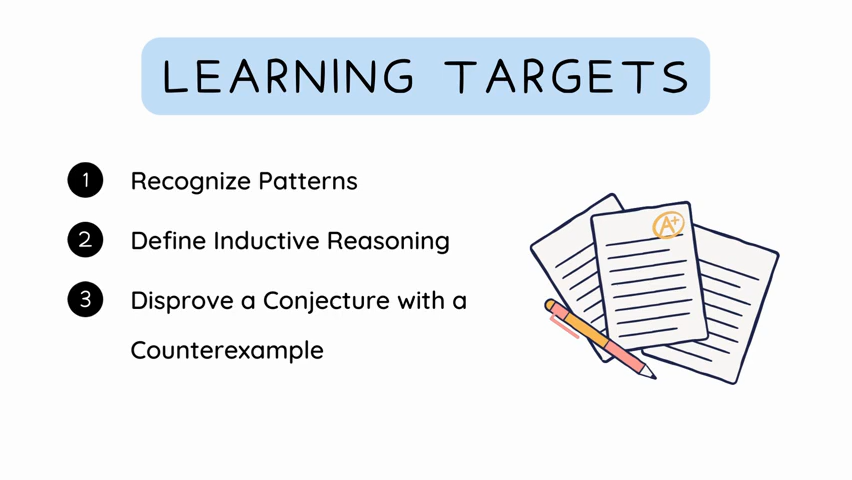 LEARNING TARGETS
1 Recognize Patterns
2 Define Inductive Reasoning
3 Disprove a Conjecture with a
Counterexample
A+